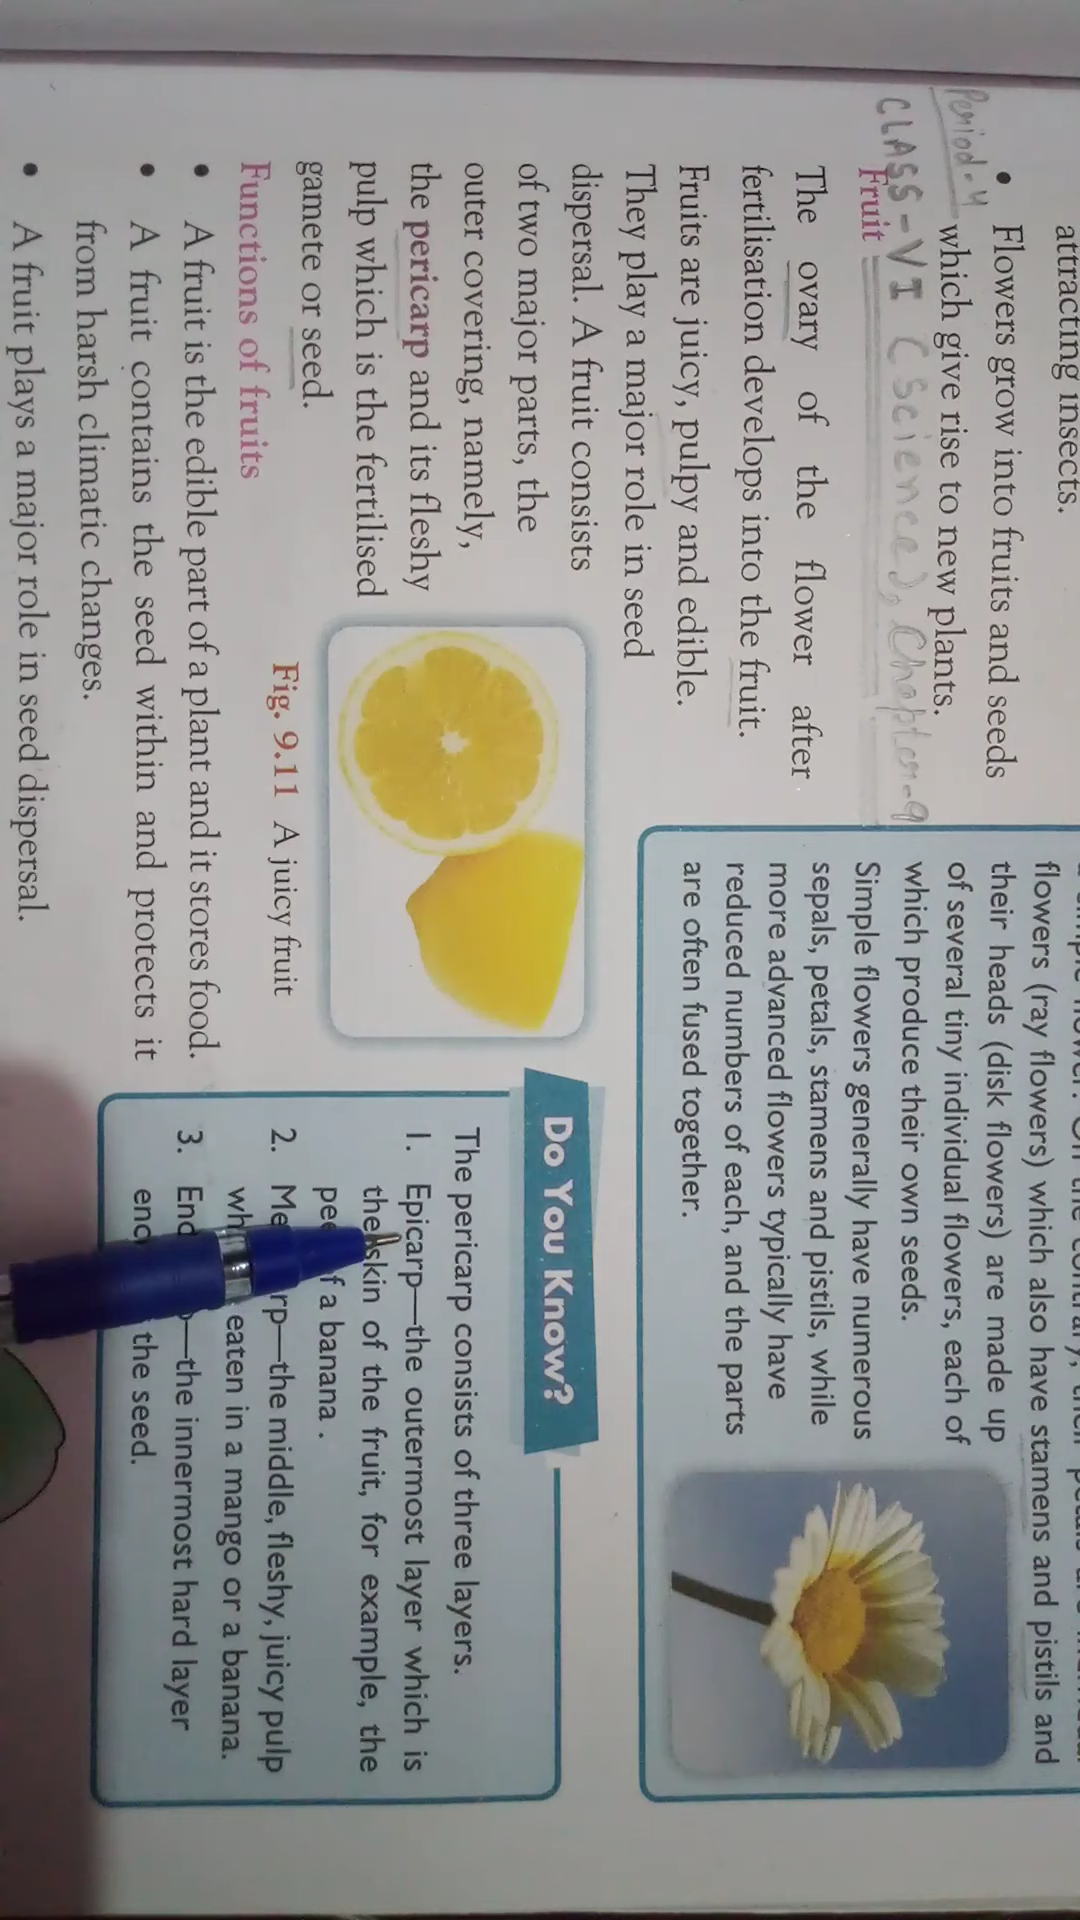 attracting insects.
• Flowers grow into fruits and seeds
which give rise to new plants.
Period-4
CLASS-VI (Science), Chapter-9
Fruit
The ovary of the flower after
fertilisation develops into the fruit.
Fruits are juicy, pulpy and edible.
They play a major role in seed
dispersal. A fruit consists
of two major parts, the
outer covering, namely,
the pericarp and its fleshy
pulp which is the fertilised
gamete or seed.
Fig. 9.11 A juicy fruit
Functions of fruits
• A fruit is the edible part of a plant and it stores food.
• A fruit contains the seed within and protects it
from harsh climatic changes.
• A fruit plays a major role in seed dispersal.
flowers (ray flowers) which also have stamens and pistils and
their heads (disk flowers) are made up
of several tiny individual flowers, each of
which produce their own seeds.
Simple flowers generally have numerous
sepals, petals, stamens and pistils, while
more advanced flowers typically have
reduced numbers of each, and the parts
are often fused together.
Do You Know?
The pericarp consists of three layers.
1. Epicarp—the outermost layer which is
the skin of the fruit, for example, the
f a banana.
2. rp—the middle, fleshy, juicy pulp
eaten in a mango or a banana.
3. —the innermost hard layer
the seed.